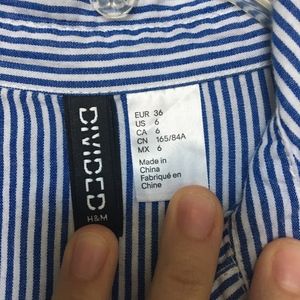 DIVIDED
H&M
EUR 36
US 6
CA 6
CN 165/84A
MX 6
Made in
China
Fabriqué en
Chine